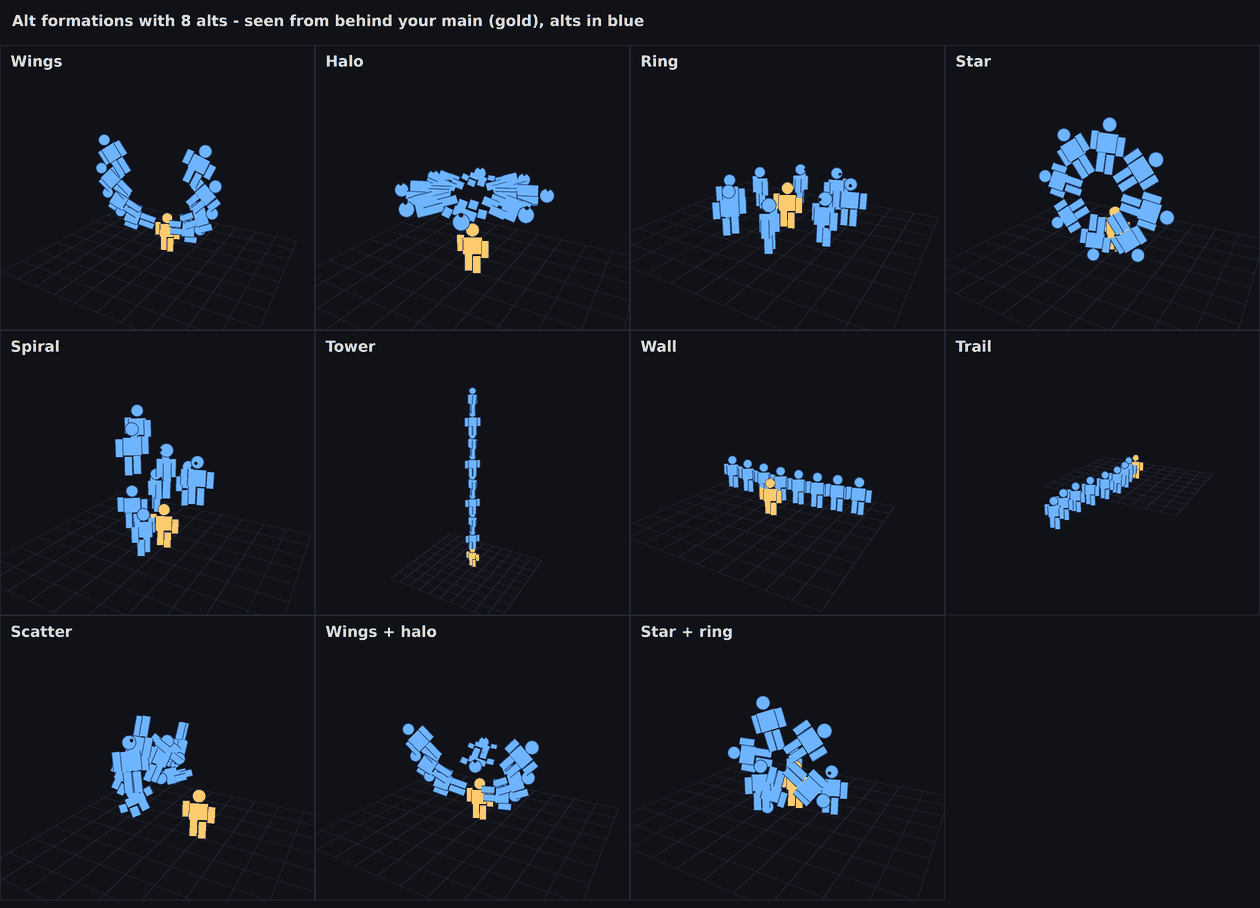 Alt formations with 8 alts - seen from behind your main (gold), alts in blue
Wings
Halo
Ring
Star
Spiral
Tower
Wall
Trail
Scatter
Wings + halo
Star + ring